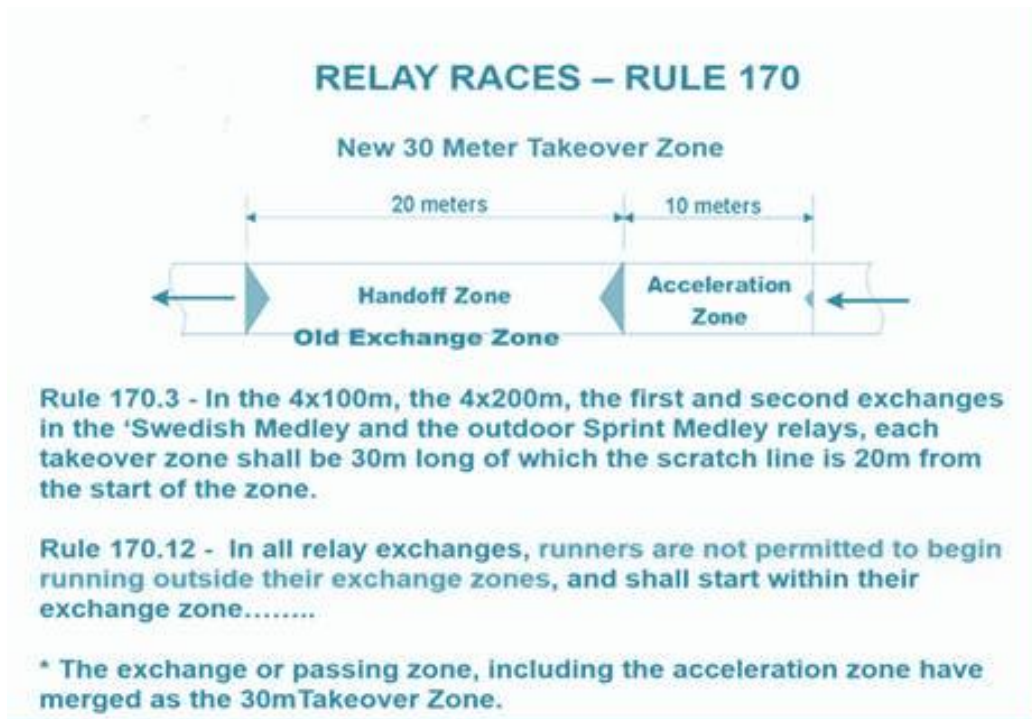 RELAY RACES – RULE 170
New 30 Meter Takeover Zone
20 meters
10 meters
Handoff Zone
Acceleration
Zone
Old Exchange Zone
Rule 170.3 - In the 4x100m, the 4x200m, the first and second exchanges
in the ‘Swedish Medley and the outdoor Sprint Medley relays, each
takeover zone shall be 30m long of which the scratch line is 20m from
the start of the zone.
Rule 170.12 - In all relay exchanges, runners are not permitted to begin
running outside their exchange zones, and shall start within their
exchange zone........
* The exchange or passing zone, including the acceleration zone have
merged as the 30mTakeover Zone.